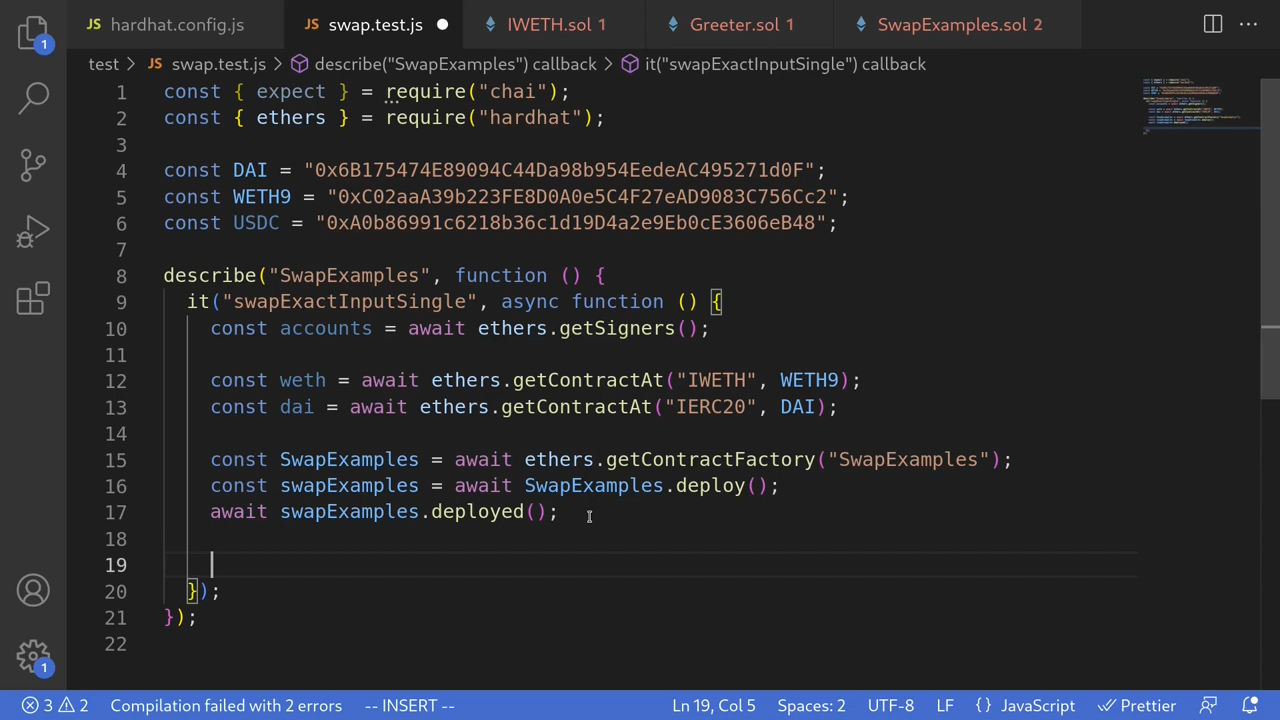 JS hardhat.config.js
JS swap.test.js
IWETH.sol 1
Greeter.sol 1
SwapExamples.sol 2
test > JS swap.test.js > describe("SwapExamples") callback > it("swapExactInputSingle") callback
1 const { expect } = require("chai");
2 const { ethers } = require("hardhat");
3
4 const DAI = "0x6B175474E89094C44Da98b954EedeAC495271d0F";
5 const WETH9 = "0xC02aaA39b223FE8D0A0e5C4F27eAD9083C756Cc2";
6 const USDC = "0xA0b86991c6218b36c1d19D4a2e9Eb0cE3606eB48";
7
8 describe("SwapExamples", function () {
9 it("swapExactInputSingle", async function () {
10 const accounts = await ethers.getSigners();
11
12 const weth = await ethers.getContractAt("IWETH", WETH9);
13 const dai = await ethers.getContractAt("IERC20", DAI);
14
15 const SwapExamples = await ethers.getContractFactory("SwapExamples");
16 const swapExamples = await SwapExamples.deploy();
17 await swapExamples.deployed();
18
19
20 });
21 });
22
1
1
3 2 Compilation failed with 2 errors -- INSERT -- Ln 19, Col 5 Spaces: 2 UTF-8 LF {} JavaScript Prettier